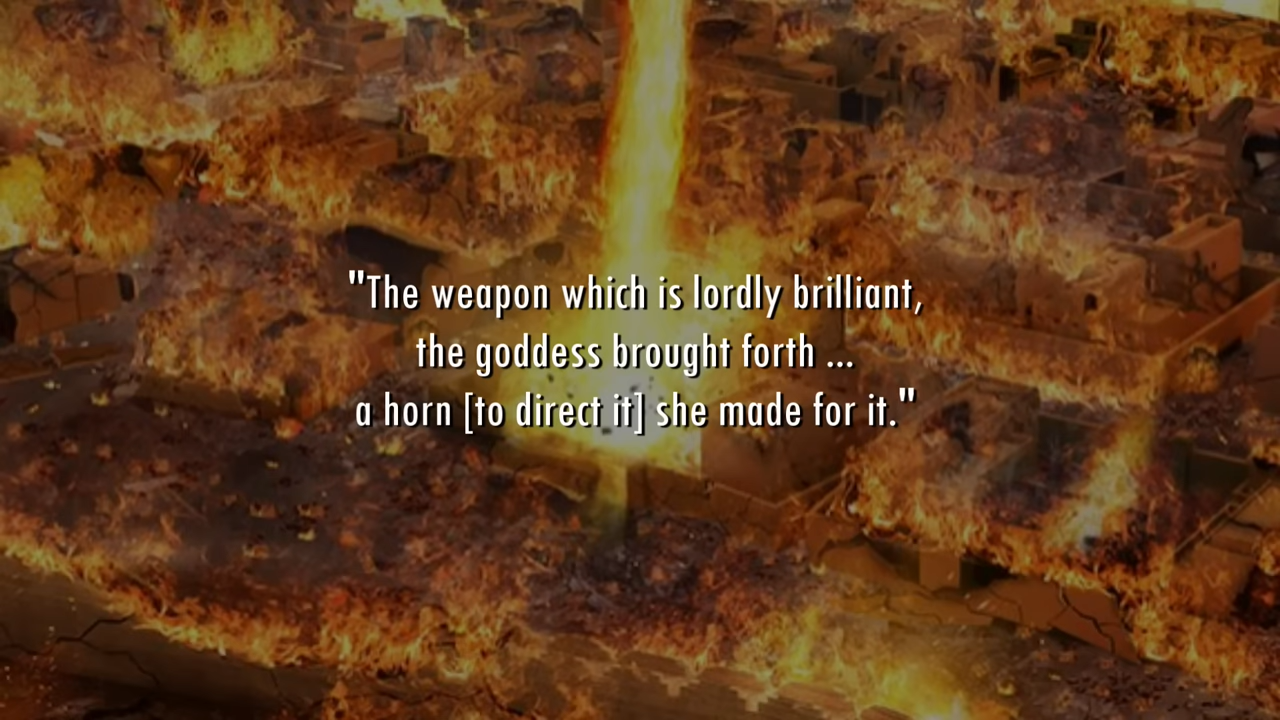 "The weapon which is lordly brilliant,
the goddess brought forth ...
a horn [to direct it] she made for it."